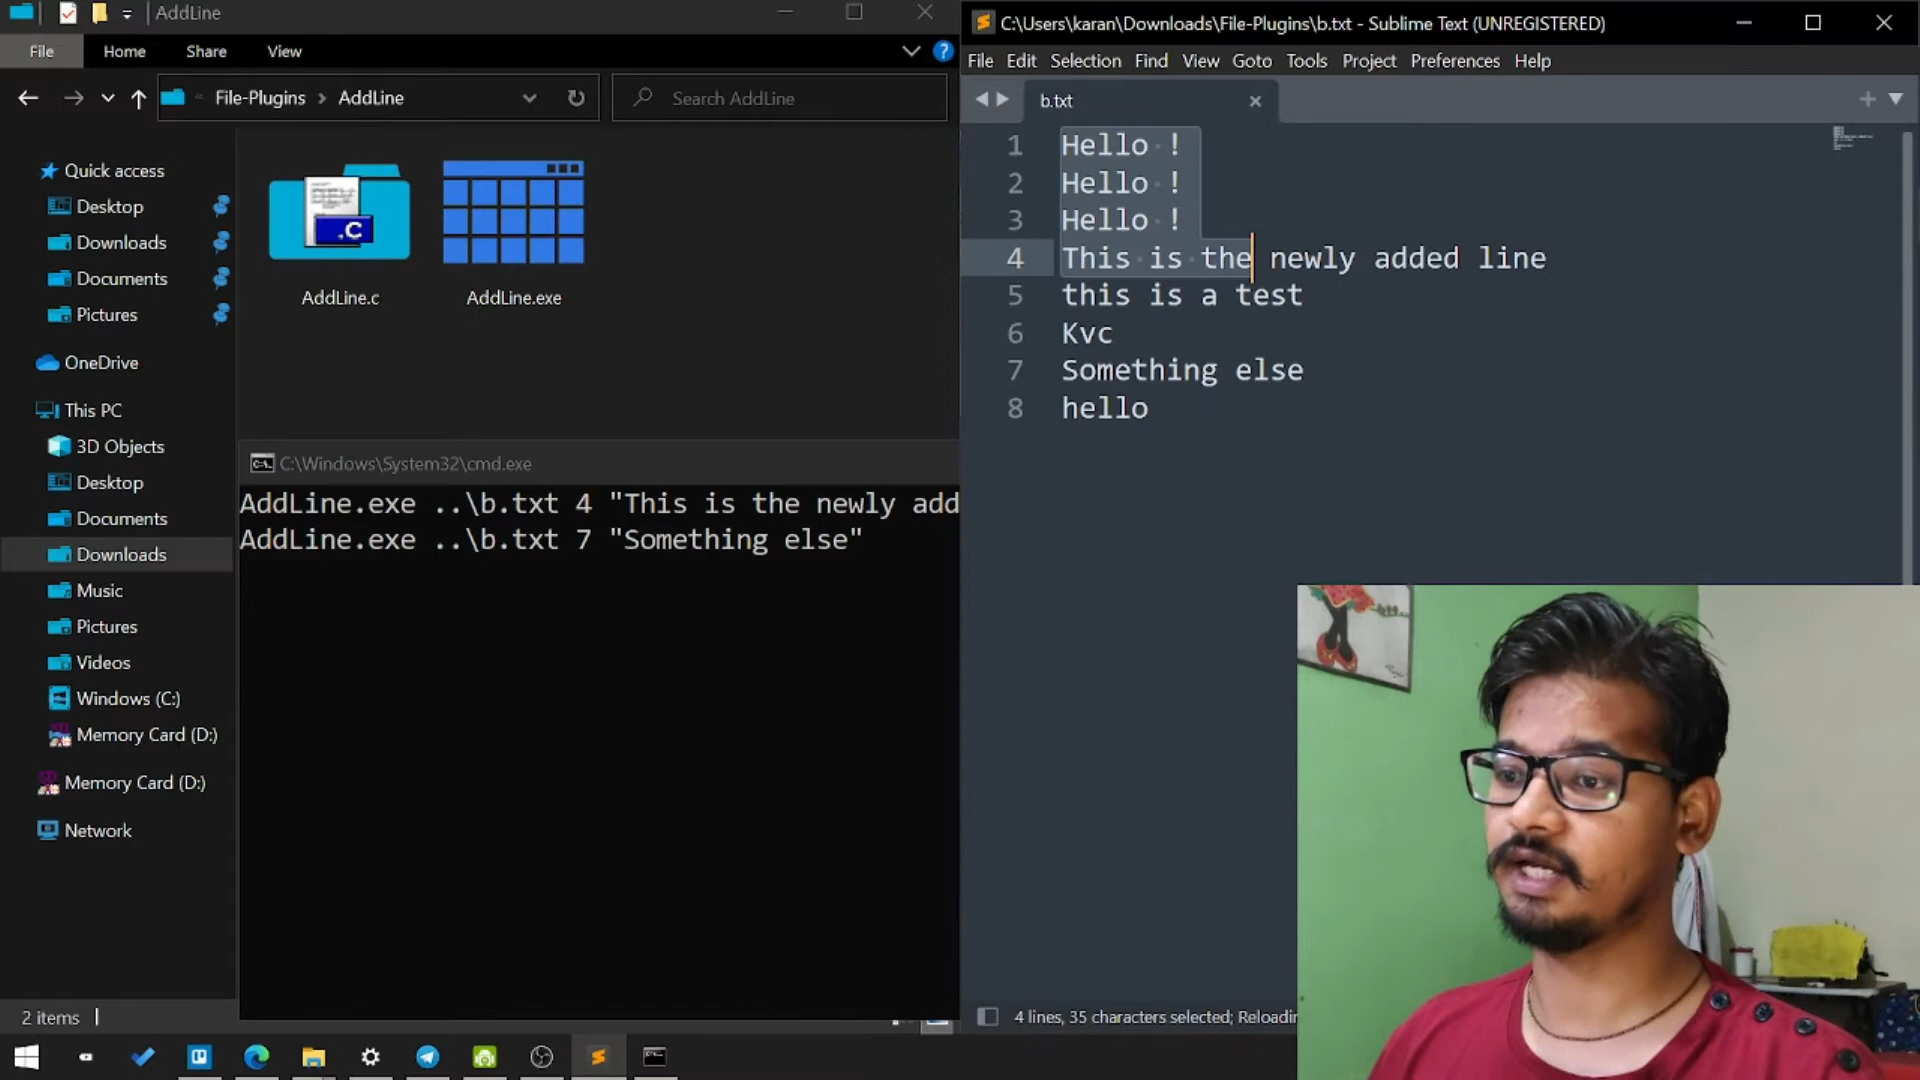 AddLine
File Home Share View
File-Plugins AddLine
Search AddLine
Quick access
Desktop
Downloads
Documents
Pictures
OneDrive
This PC
3D Objects
Desktop
Documents
Downloads
Music
Pictures
Videos
Windows (C:)
Memory Card (D:)
Memory Card (D:)
Network
.C
AddLine.c
AddLine.exe
C:\Windows\System32\cmd.exe
AddLine.exe ..\b.txt 4 "This is the newly add
AddLine.exe ..\b.txt 7 "Something else"
2 items
C:\Users\karan\Downloads\File-Plugins\b.txt - Sublime Text (UNREGISTERED)
File Edit Selection Find View Goto Tools Project Preferences Help
b.txt
1 Hello !
2 Hello !
3 Hello !
4 This is the newly added line
5 this is a test
6 Kvc
7 Something else
8 hello
4 lines, 35 characters selected; Reloadin